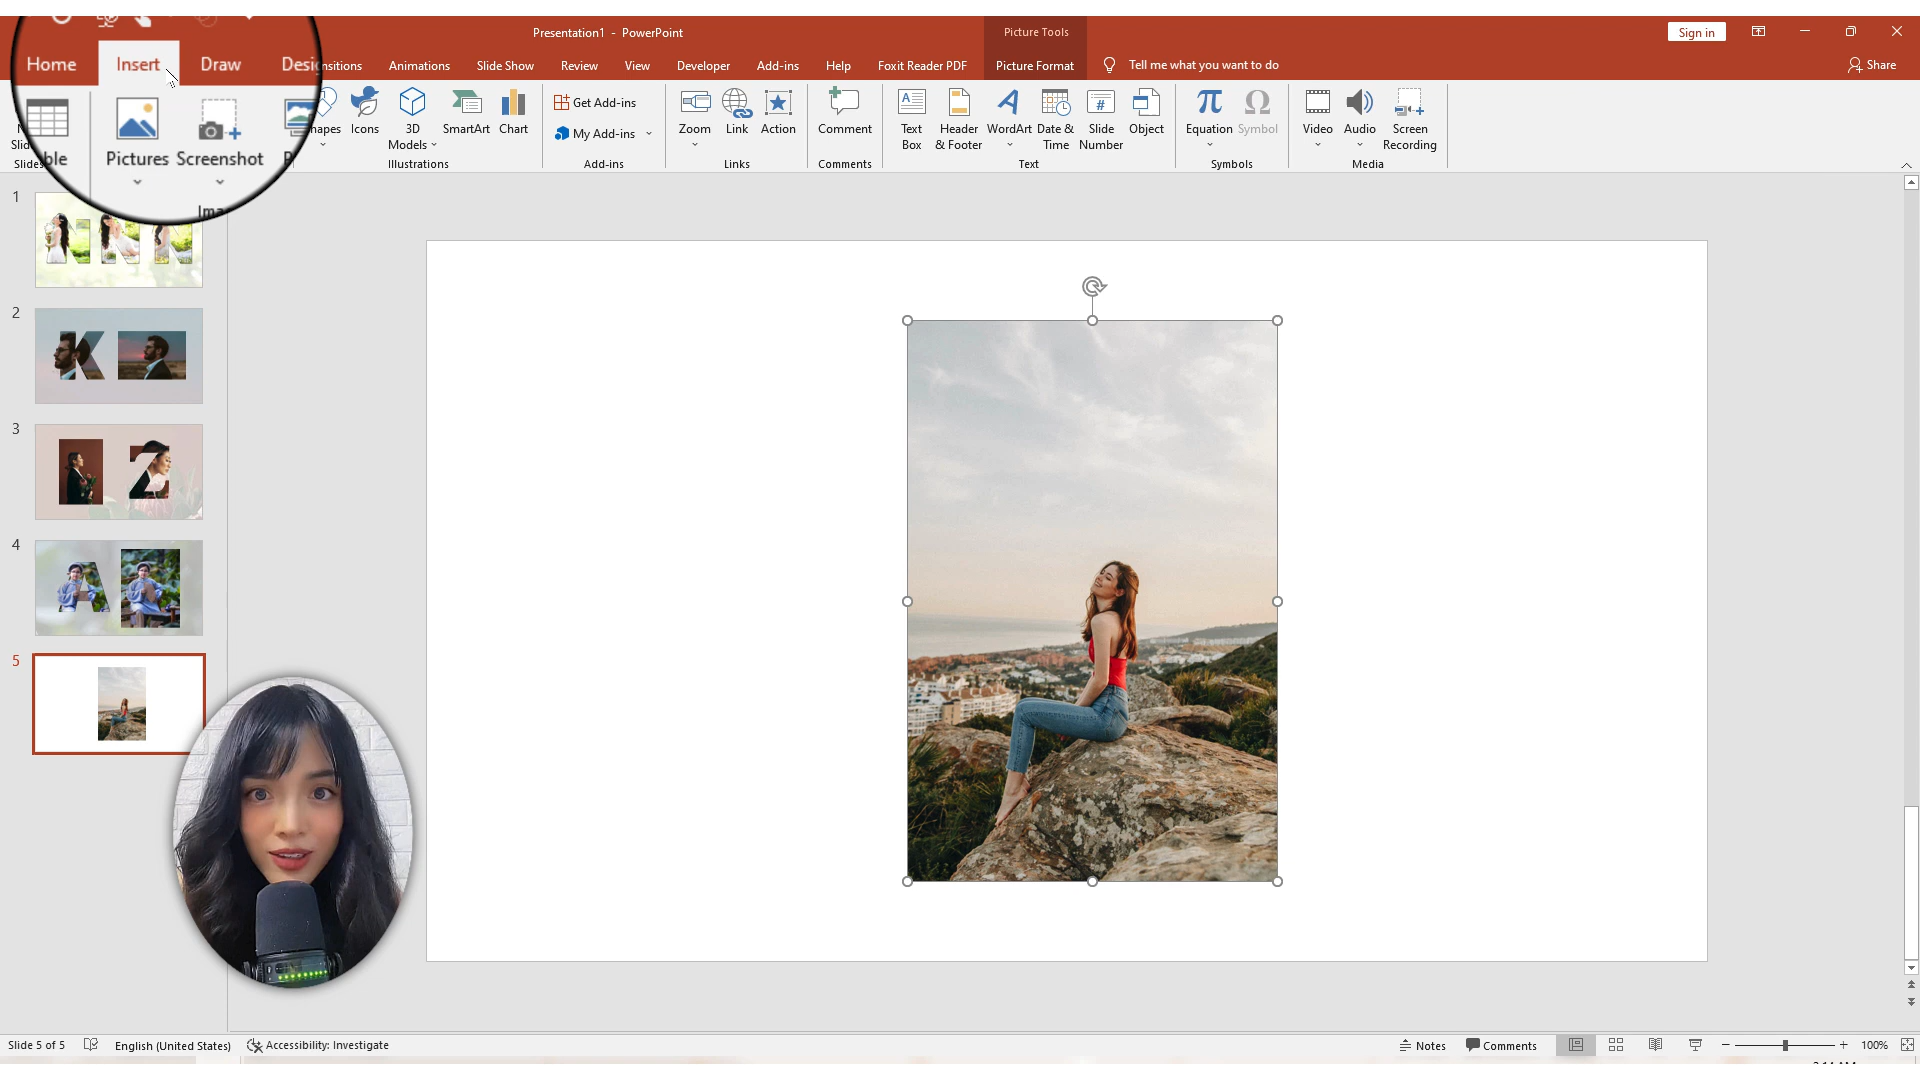 Presentation1 - PowerPoint
Picture Tools
Sign in
Home
Insert
Draw
Animations
Slide Show
Review
View
Developer
Add-ins
Help
Foxit Reader PDF
Picture Format
Tell me what you want to do
Share
Pictures
Screenshot
Icons
3D
Models
SmartArt
Chart
Get Add-ins
My Add-ins
Zoom
Link
Action
Comment
Text
Box
Header
& Footer
WordArt
Date &
Time
Slide
Number
Object
Equation
Symbol
Video
Audio
Screen
Recording
Illustrations
Add-ins
Links
Comments
Text
Symbols
Media
1
2
K
3
Z
4
A
5
Slide 5 of 5
English (United States)
Accessibility: Investigate
Notes
Comments
100%